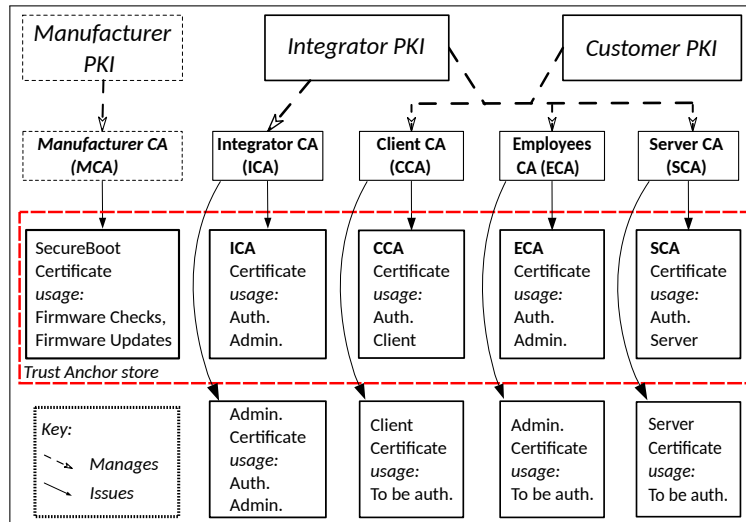 Manufacturer
PKI
Integrator PKI
Customer PKI
Manufacturer CA
(MCA)
Integrator CA
(ICA)
Client CA
(CCA)
Employees
CA (ECA)
Server CA
(SCA)
SecureBoot
Certificate
usage:
Firmware Checks,
Firmware Updates
ICA
Certificate
usage:
Auth.
Admin.
CCA
Certificate
usage:
Auth.
Client
ECA
Certificate
usage:
Auth.
Admin.
SCA
Certificate
usage:
Auth.
Server
Trust Anchor store
Key:
Manages
Issues
Admin.
Certificate
usage:
Auth.
Admin.
Client
Certificate
usage:
To be auth.
Admin.
Certificate
usage:
To be auth.
Server
Certificate
usage:
To be auth.